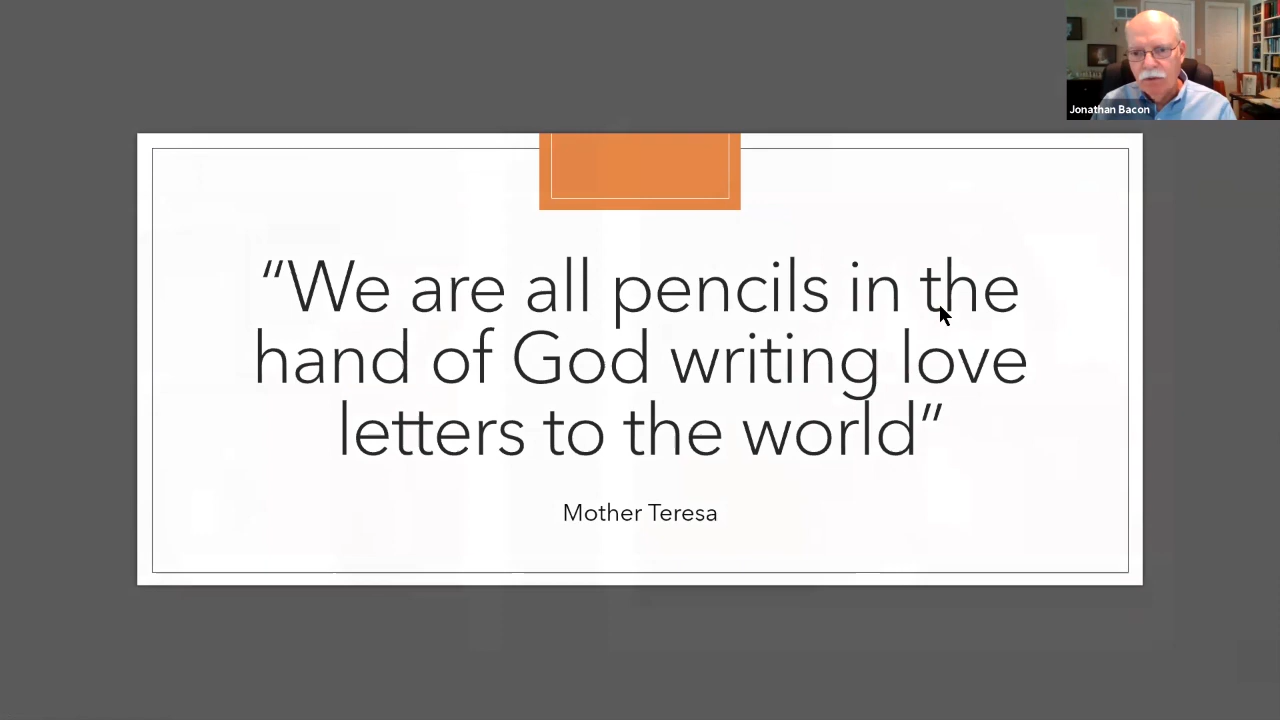 Jonathan Bacon
“We are all pencils in the
hand of God writing love
letters to the world”
Mother Teresa